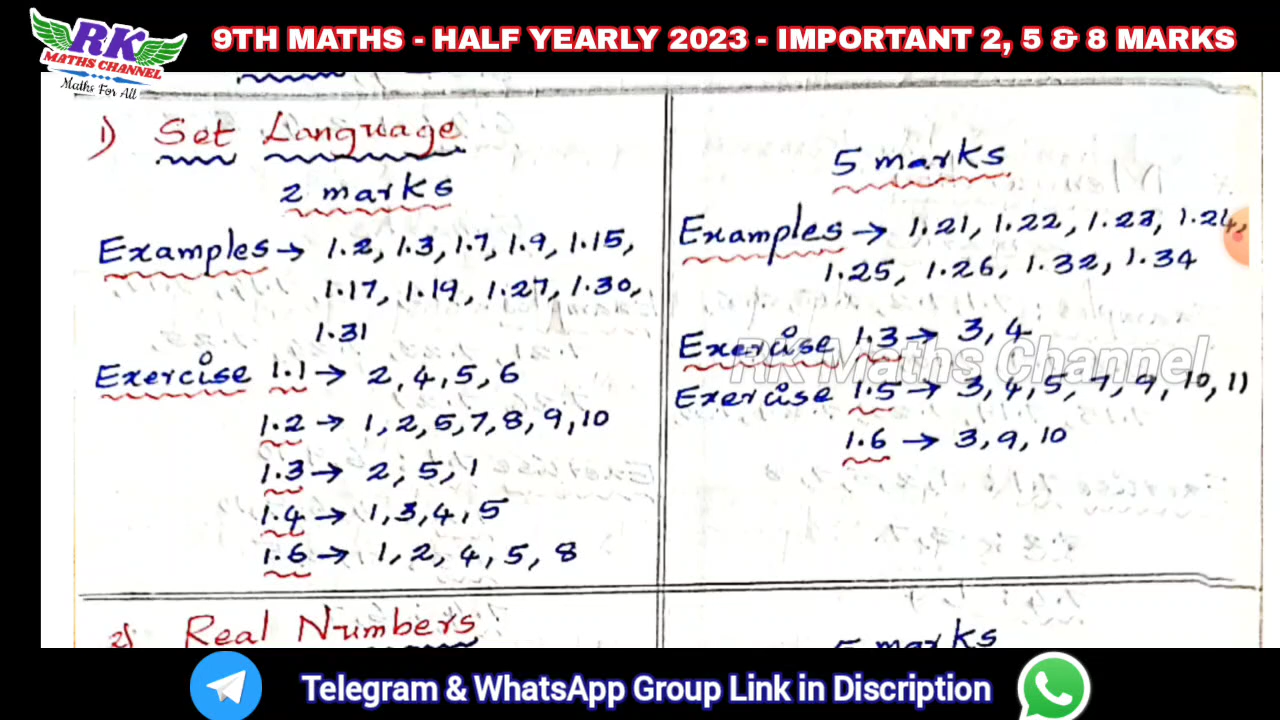 RK
MATHS CHANNEL
Maths For All
9TH MATHS - HALF YEARLY 2023 - IMPORTANT 2, 5 & 8 MARKS
1) Set Language
2 marks
Examples → 1.2, 1.3, 1.7, 1.9, 1.15,
1.17, 1.19, 1.27, 1.30,
1.31
Exercise 1.1 → 2, 4, 5, 6
1.2 → 1, 2, 5, 7, 8, 9, 10
1.3 → 2, 5, 1
1.4 → 1, 3, 4, 5
1.6 → 1, 2, 4, 5, 8
5 marks
Examples → 1.21, 1.22, 1.23, 1.24,
1.25, 1.26, 1.32, 1.34
Exercise 1.3 → 3, 4
RK Maths Channel
Exercise 1.5 → 3, 4, 5, 7, 9, 10, 11
1.6 → 3, 9, 10
2) Real Numbers
5 marks
Telegram & WhatsApp Group Link in Discription